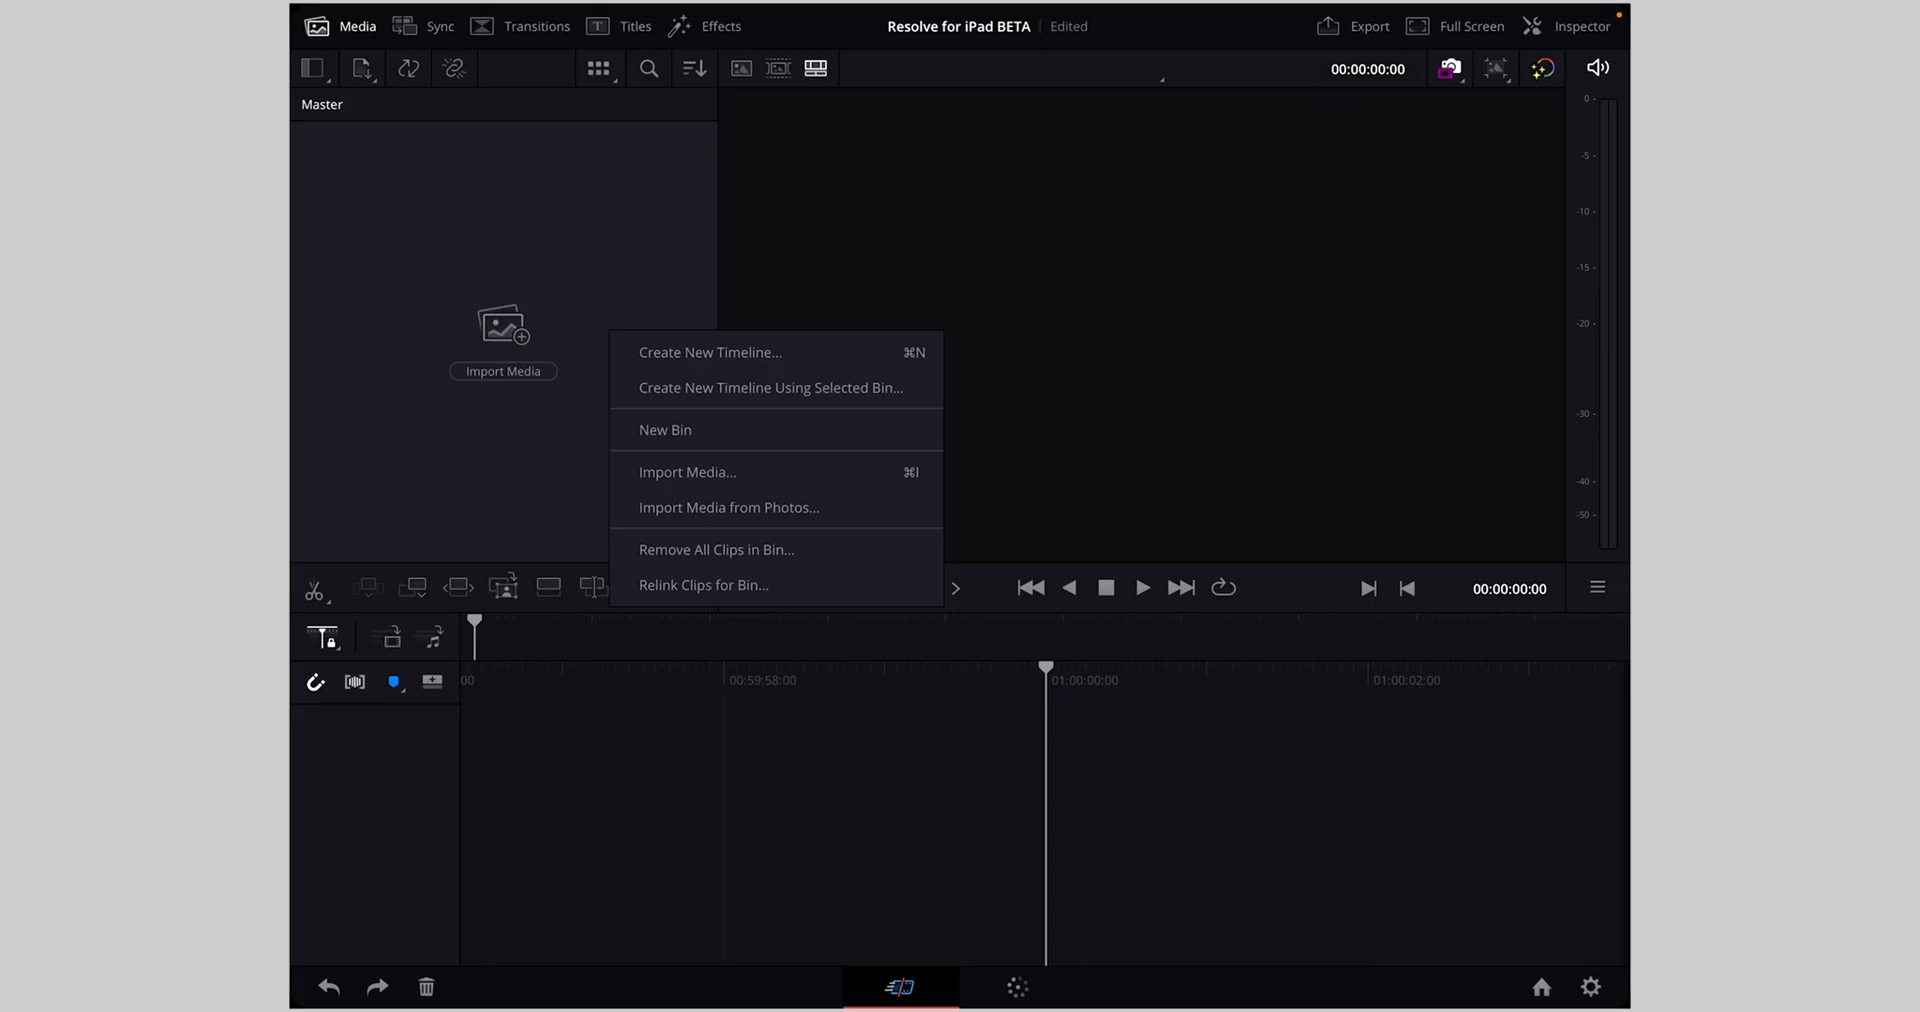 Media Sync Transitions Titles Effects Resolve for iPad BETA Edited Export Full Screen Inspector
00:00:00:00
Master
0
-5
-10
-15
-20
-30
-40
-50
Import Media
Create New Timeline... ⌘N
Create New Timeline Using Selected Bin...
New Bin
Import Media... ⌘I
Import Media from Photos...
Remove All Clips in Bin...
Relink Clips for Bin...
00:00:00:00
00 00:59:58:00 01:00:00:00 01:00:02:00